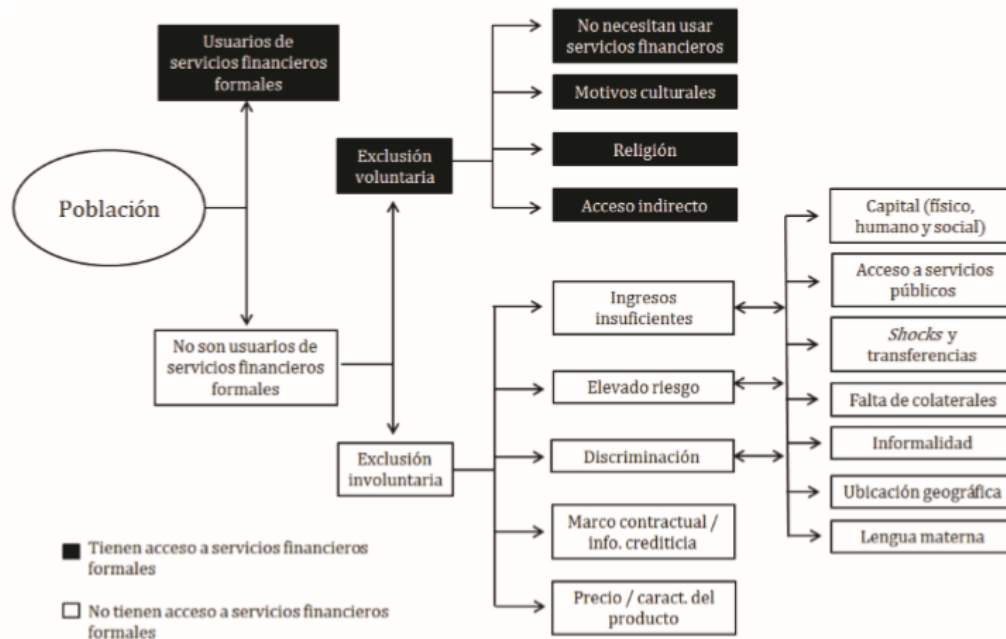 Usuarios de
servicios financieros
formales
Población
No son usuarios de
servicios financieros
formales
Exclusión
voluntaria
Exclusión
involuntaria
No necesitan usar
servicios financieros
Motivos culturales
Religión
Acceso indirecto
Ingresos
insuficientes
Elevado riesgo
Discriminación
Marco contractual /
info. crediticia
Precio / caract. del
producto
Capital (físico,
humano y social)
Acceso a servicios
públicos
Shocks y
transferencias
Falta de colaterales
Informalidad
Ubicación geográfica
Lengua materna
Tienen acceso a servicios financieros
formales
No tienen acceso a servicios financieros
formales